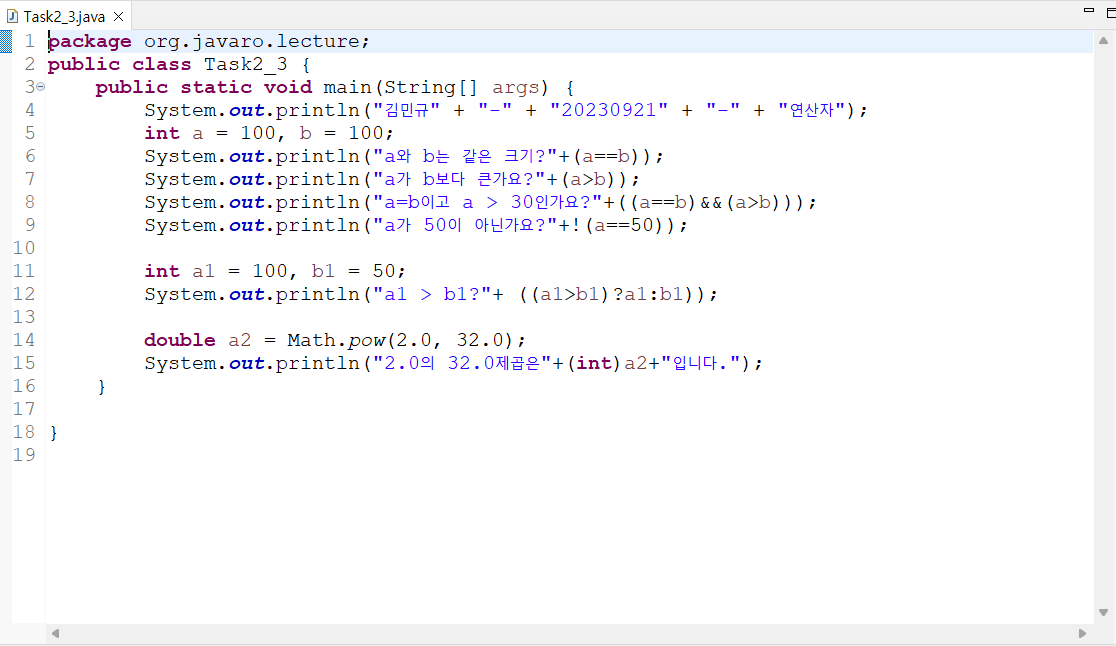 Task2_3.java
1 package org.javaro.lecture;
2 public class Task2_3 {
3 public static void main(String[] args) {
4 System.out.println("김민규" + "-" + "20230921" + "-" + "연산자");
5 int a = 100, b = 100;
6 System.out.println("a와 b는 같은 크기?"+(a==b));
7 System.out.println("a가 b보다 큰가요?"+(a>b));
8 System.out.println("a=b이고 a > 30인가요?"+((a==b)&&(a>b)));
9 System.out.println("a가 50이 아닌가요?"+!(a==50));
10
11 int a1 = 100, b1 = 50;
12 System.out.println("a1 > b1?"+ ((a1>b1)?a1:b1));
13
14 double a2 = Math.pow(2.0, 32.0);
15 System.out.println("2.0의 32.0제곱은"+(int)a2+"입니다.");
16 }
17
18 }
19